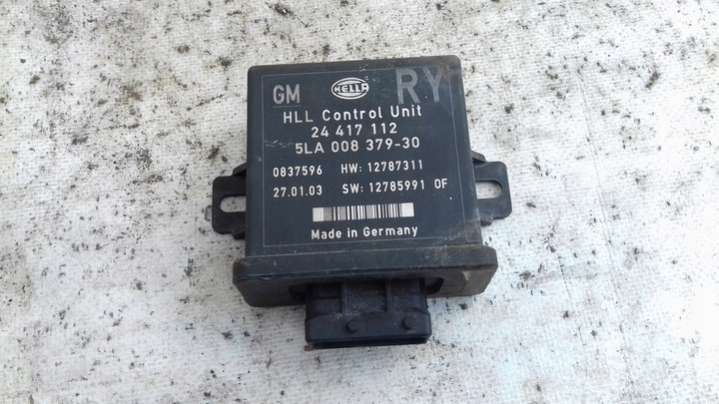 GM HELLA RY
HLL Control Unit
24 417 112
5LA 008 379-30
0837596 HW: 12787311
27.01.03 SW: 12785991 0F
Made in Germany